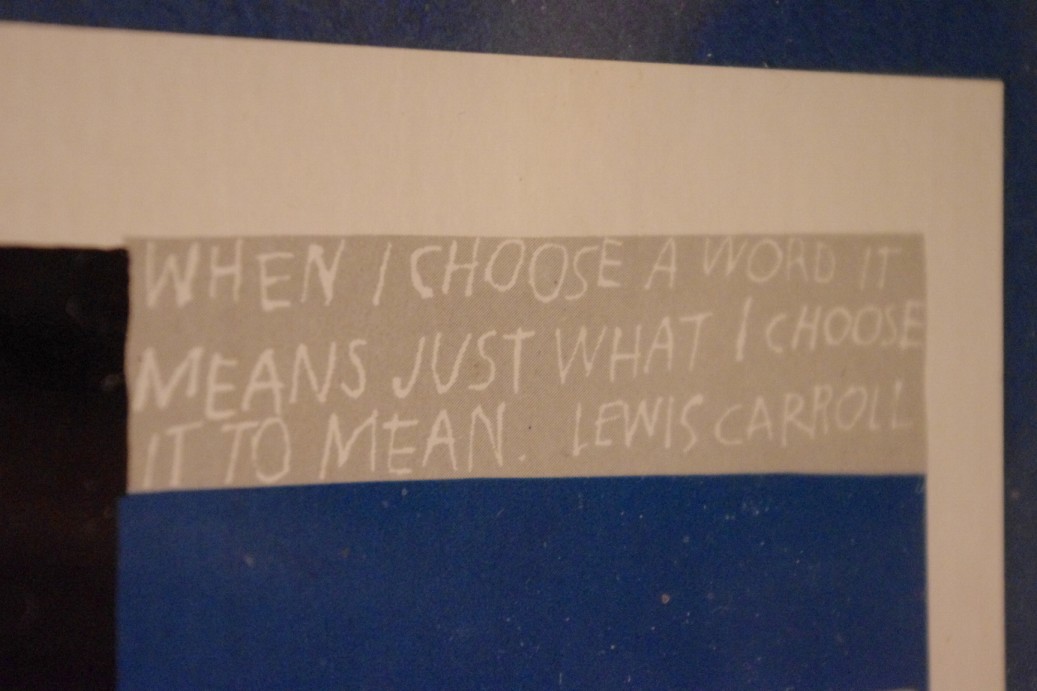 WHEN I CHOOSE A WORD IT
MEANS JUST WHAT I CHOOSE
IT TO MEAN. LEWIS CARROLL